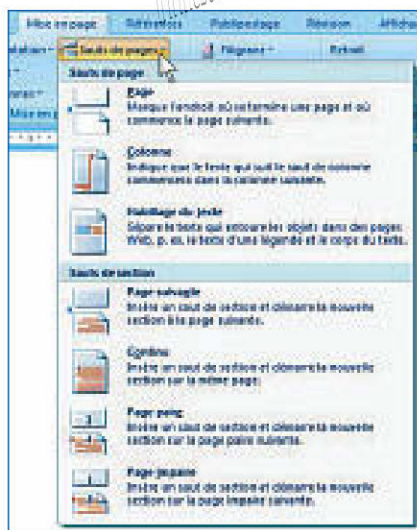 Mise en page Références Publipostage Révision
Sauts de pages Filigrane Retrait
Mise en p
Sauts de page
Page
Marque l'endroit où se termine une page et où
commence la page suivante.
Colonne
Indique que le texte qui suit le saut de colonne
commencera dans la colonne suivante.
Habillage du texte
Sépare le texte qui entoure les objets dans des pages
Web, p. ex. le texte d'une légende et le corps du texte.
Sauts de section
Page suivante
Insère un saut de section et démarre la nouvelle
section à la page suivante.
Continu
Insère un saut de section et démarre la nouvelle
section sur la même page.
Page paire
Insère un saut de section et démarre la nouvelle
section sur la page paire suivante.
Page impaire
Insère un saut de section et démarre la nouvelle
section sur la page impaire suivante.